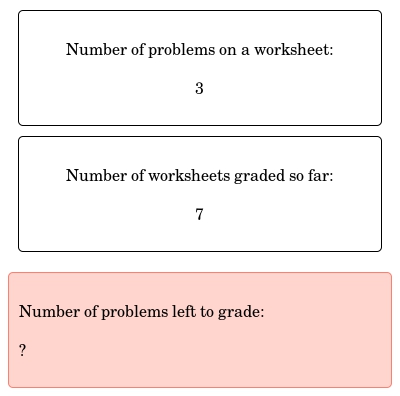 Number of problems on a worksheet:
3
Number of worksheets graded so far:
7
Number of problems left to grade:
?